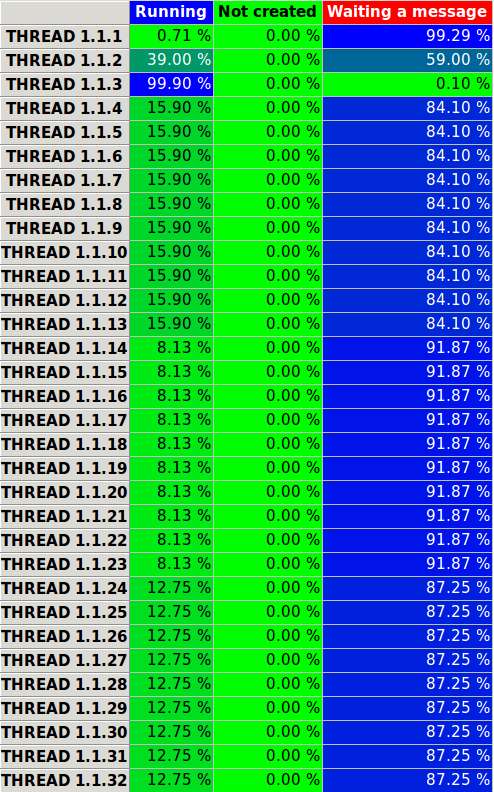 Running Not created Waiting a message
THREAD 1.1.1 0.71 % 0.00 % 99.29 %
THREAD 1.1.2 39.00 % 0.00 % 59.00 %
THREAD 1.1.3 99.90 % 0.00 % 0.10 %
THREAD 1.1.4 15.90 % 0.00 % 84.10 %
THREAD 1.1.5 15.90 % 0.00 % 84.10 %
THREAD 1.1.6 15.90 % 0.00 % 84.10 %
THREAD 1.1.7 15.90 % 0.00 % 84.10 %
THREAD 1.1.8 15.90 % 0.00 % 84.10 %
THREAD 1.1.9 15.90 % 0.00 % 84.10 %
THREAD 1.1.10 15.90 % 0.00 % 84.10 %
THREAD 1.1.11 15.90 % 0.00 % 84.10 %
THREAD 1.1.12 15.90 % 0.00 % 84.10 %
THREAD 1.1.13 15.90 % 0.00 % 84.10 %
THREAD 1.1.14 8.13 % 0.00 % 91.87 %
THREAD 1.1.15 8.13 % 0.00 % 91.87 %
THREAD 1.1.16 8.13 % 0.00 % 91.87 %
THREAD 1.1.17 8.13 % 0.00 % 91.87 %
THREAD 1.1.18 8.13 % 0.00 % 91.87 %
THREAD 1.1.19 8.13 % 0.00 % 91.87 %
THREAD 1.1.20 8.13 % 0.00 % 91.87 %
THREAD 1.1.21 8.13 % 0.00 % 91.87 %
THREAD 1.1.22 8.13 % 0.00 % 91.87 %
THREAD 1.1.23 8.13 % 0.00 % 91.87 %
THREAD 1.1.24 12.75 % 0.00 % 87.25 %
THREAD 1.1.25 12.75 % 0.00 % 87.25 %
THREAD 1.1.26 12.75 % 0.00 % 87.25 %
THREAD 1.1.27 12.75 % 0.00 % 87.25 %
THREAD 1.1.28 12.75 % 0.00 % 87.25 %
THREAD 1.1.29 12.75 % 0.00 % 87.25 %
THREAD 1.1.30 12.75 % 0.00 % 87.25 %
THREAD 1.1.31 12.75 % 0.00 % 87.25 %
THREAD 1.1.32 12.75 % 0.00 % 87.25 %